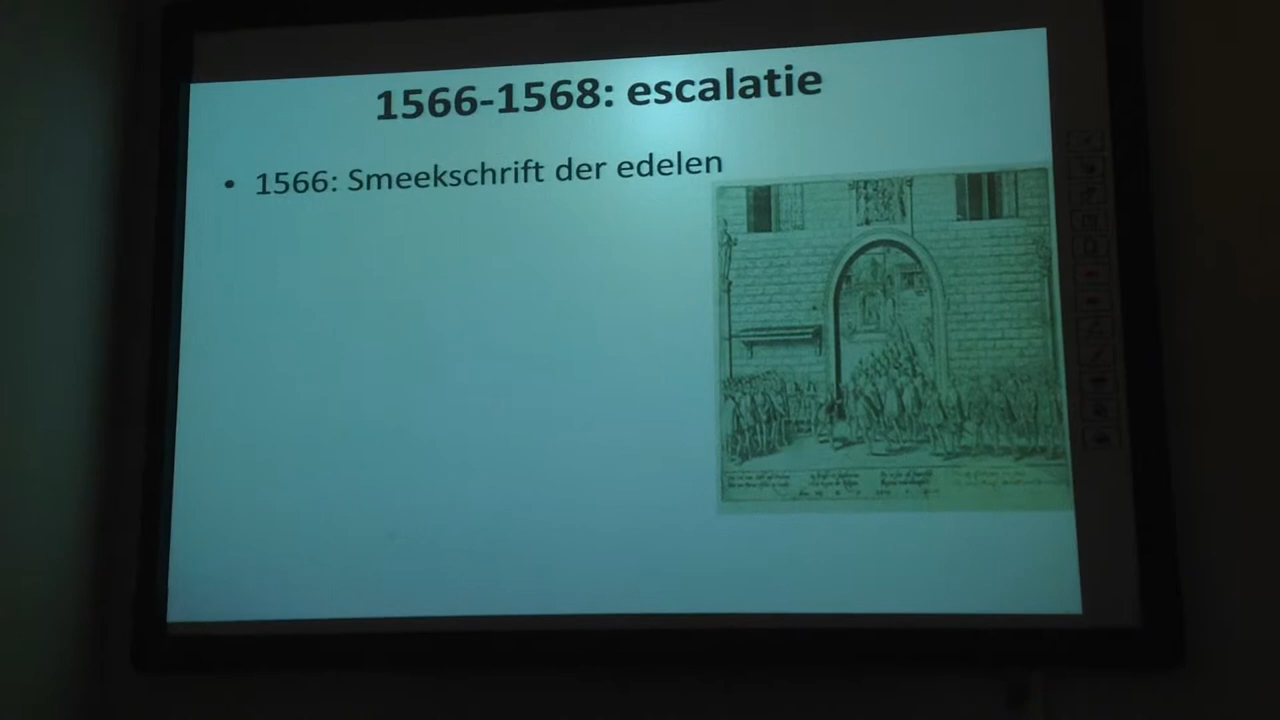 1566-1568: escalatie
• 1566: Smeekschrift der edelen